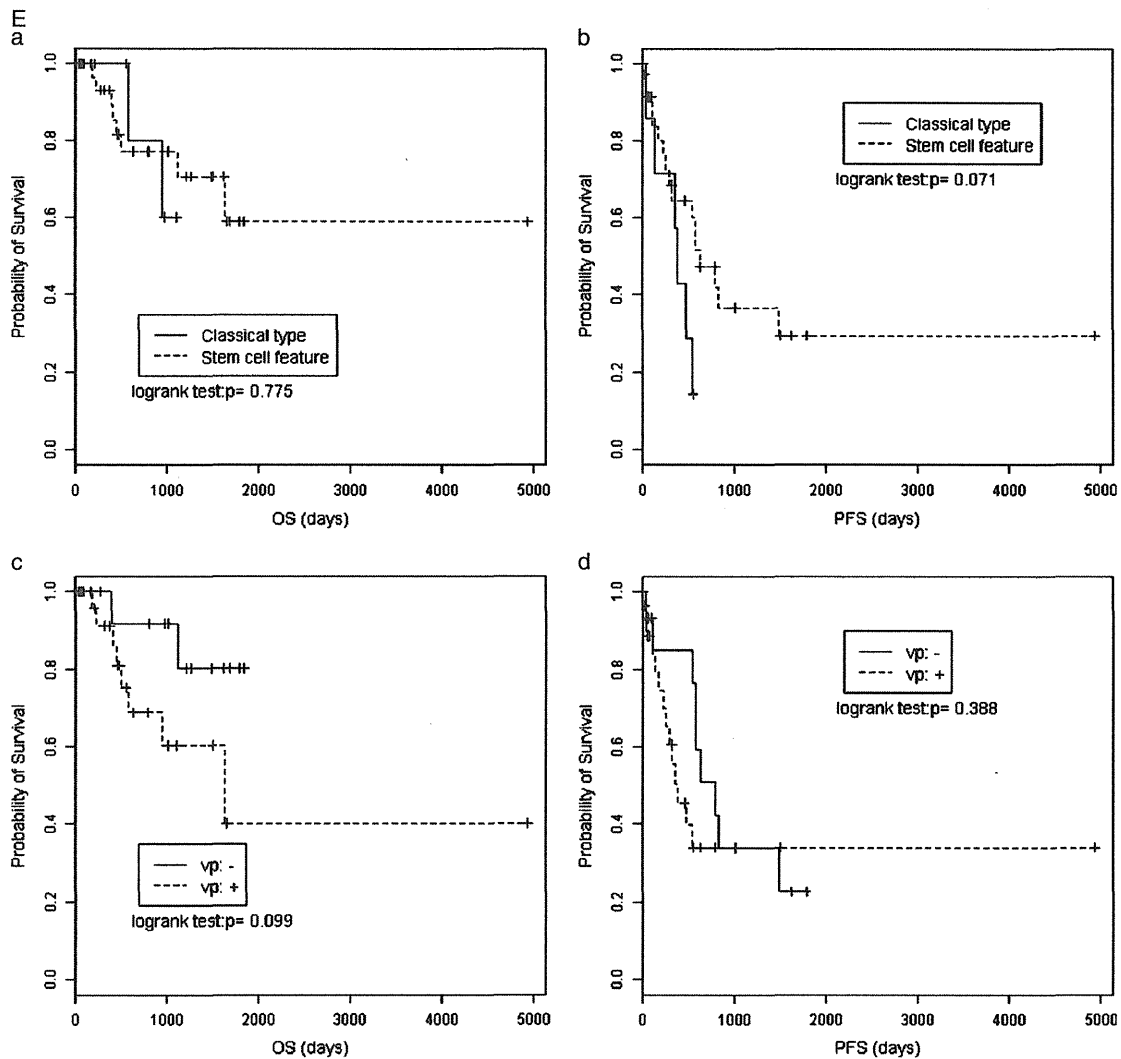 E
a
Probability of Survival
1.0
0.8
0.6
0.4
0.2
0.0
Classical type
Stem cell feature
logrank test:p= 0.775
0 1000 2000 3000 4000 5000
OS (days)
b
Probability of Survival
1.0
0.8
0.6
0.4
0.2
0.0
Classical type
Stem cell feature
logrank test:p= 0.071
0 1000 2000 3000 4000 5000
PFS (days)
c
Probability of Survival
1.0
0.8
0.6
0.4
0.2
0.0
vp: -
vp: +
logrank test:p= 0.099
0 1000 2000 3000 4000 5000
OS (days)
d
Probability of Survival
1.0
0.8
0.6
0.4
0.2
0.0
vp: -
vp: +
logrank test:p= 0.388
0 1000 2000 3000 4000 5000
PFS (days)